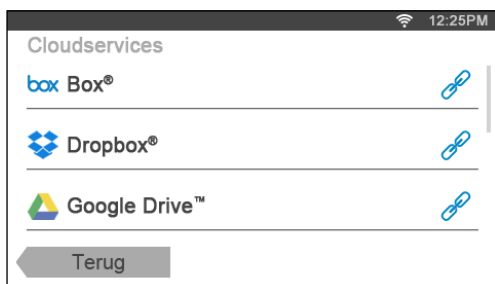 12:25PM
Cloudservices
box Box®
Dropbox®
Google Drive™
Terug